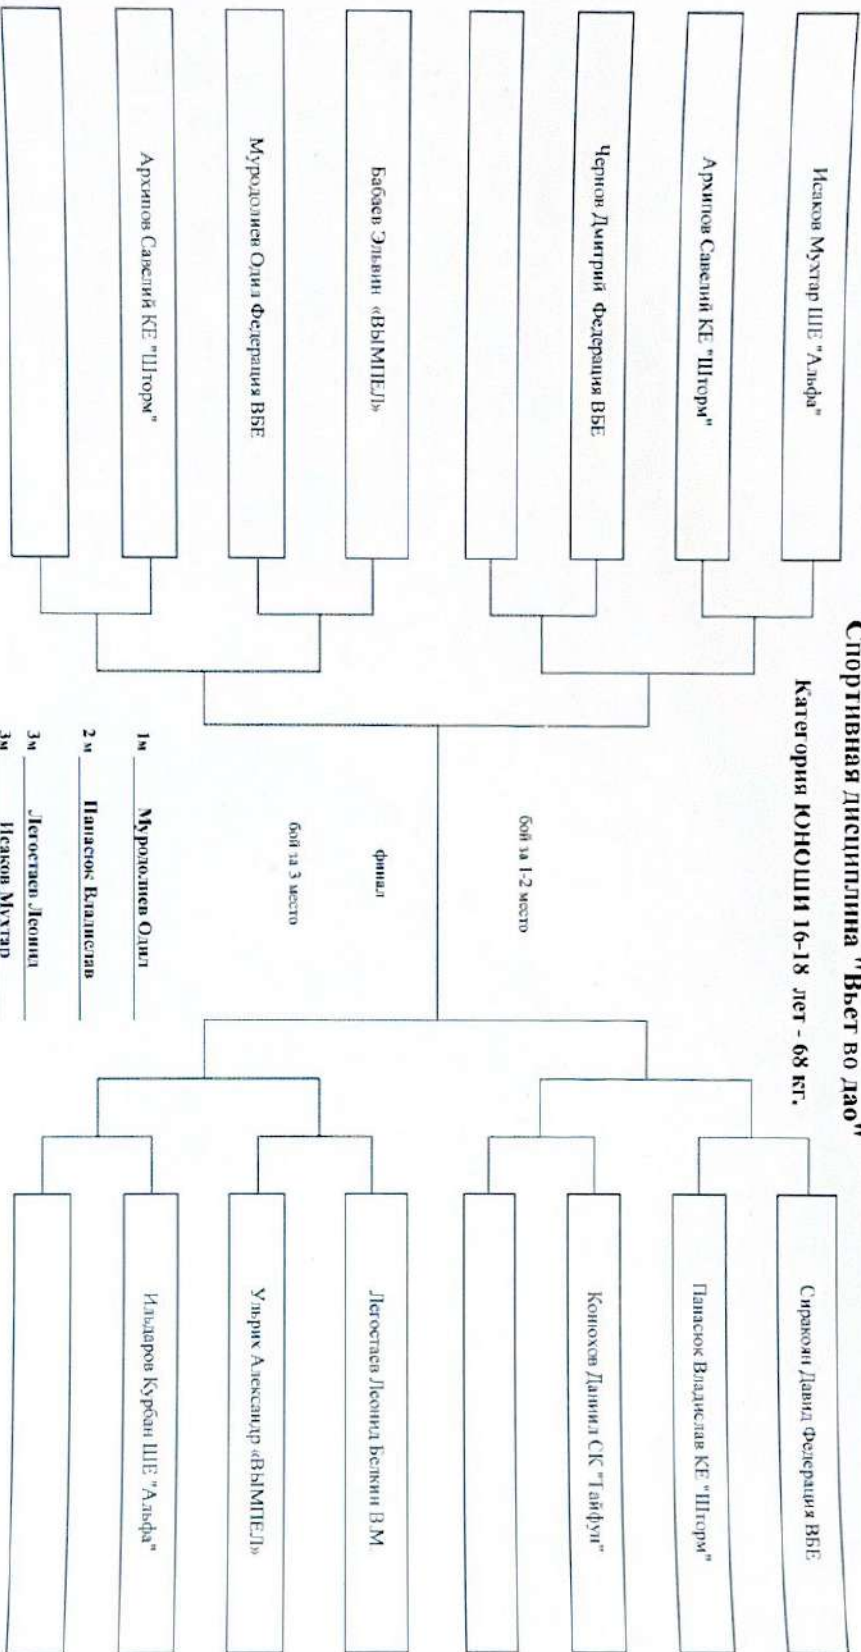 Спортивная дисциплина "Вьет во дао"
Категория ЮНОШИ 16-18 лет - 68 кг.
Исаков Мухтар ШЕ "Альфа"
Архипов Савелий КЕ "Шторм"
Чернов Дмитрий Федерация ВБЕ
Бабаев Эльвин «ВЫМПЕЛ»
Муродолиев Одил Федерация ВБЕ
Архипов Савелий КЕ "Шторм"
бой за 1-2 место
финал
бой за 3 место
1м Муродолиев Одил
2 м Панасюк Владислав
3м Легостаев Леонид
3м Исаков Мухтар
Сиракоян Давид Федерация ВБЕ
Панасюк Владислав КЕ "Шторм"
Конюхов Даниил СК "Тайфун"
Легостаев Леонид Белкин В.М.
Ульрих Александр «ВЫМПЕЛ»
Ильдаров Курбан ШЕ "Альфа"